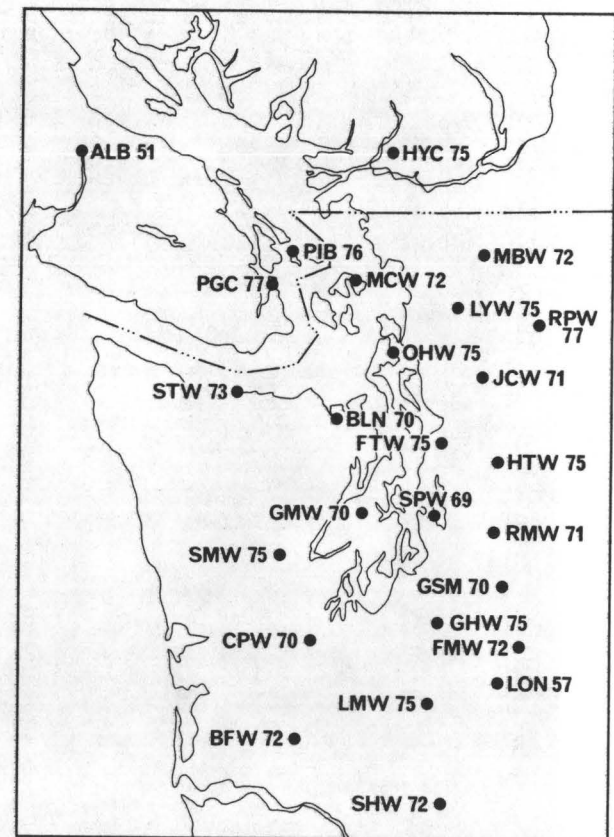 ALB 51
HYC 75
PIB 76
MBW 72
PGC 77
MCW 72
LYW 75
RPW
77
OHW 75
JCW 71
STW 73
BLN 70
FTW 75
HTW 75
GMW 70
SPW 69
RMW 71
SMW 75
GSM 70
GHW 75
CPW 70
FMW 72
LON 57
LMW 75
BFW 72
SHW 72